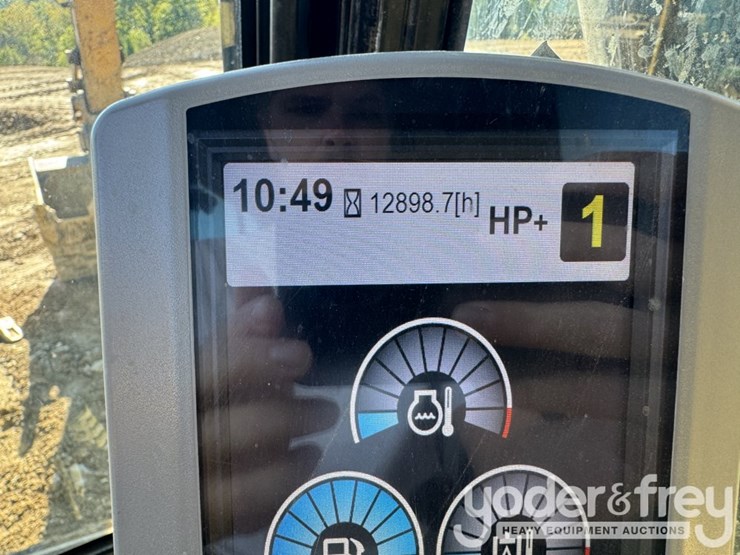 10:49 12898.7[h] HP+ 1
yoder&frey
HEAVY EQUIPMENT AUCTIONS